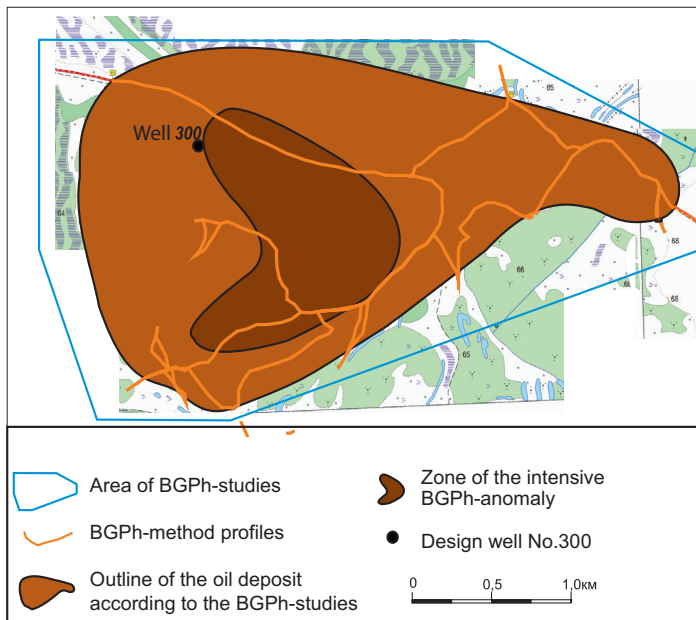 65
Well 300
64
68
66
68
68
65
Area of BGPh-studies
BGPh-method profiles
Outline of the oil deposit
according to the BGPh-studies
Zone of the intensive
BGPh-anomaly
Design well No.300
0 0,5 1,0км